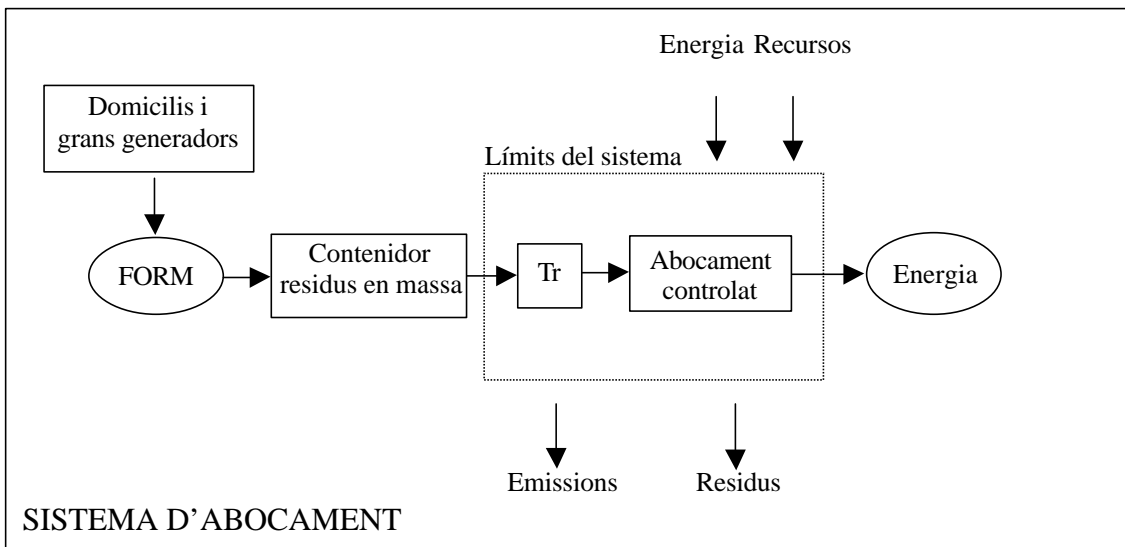 Energia Recursos
Domicilis i
grans generadors
Límits del sistema
FORM
Contenidor
residus en massa
Tr
Abocament
controlat
Energia
Emissions
Residus
SISTEMA D'ABOCAMENT